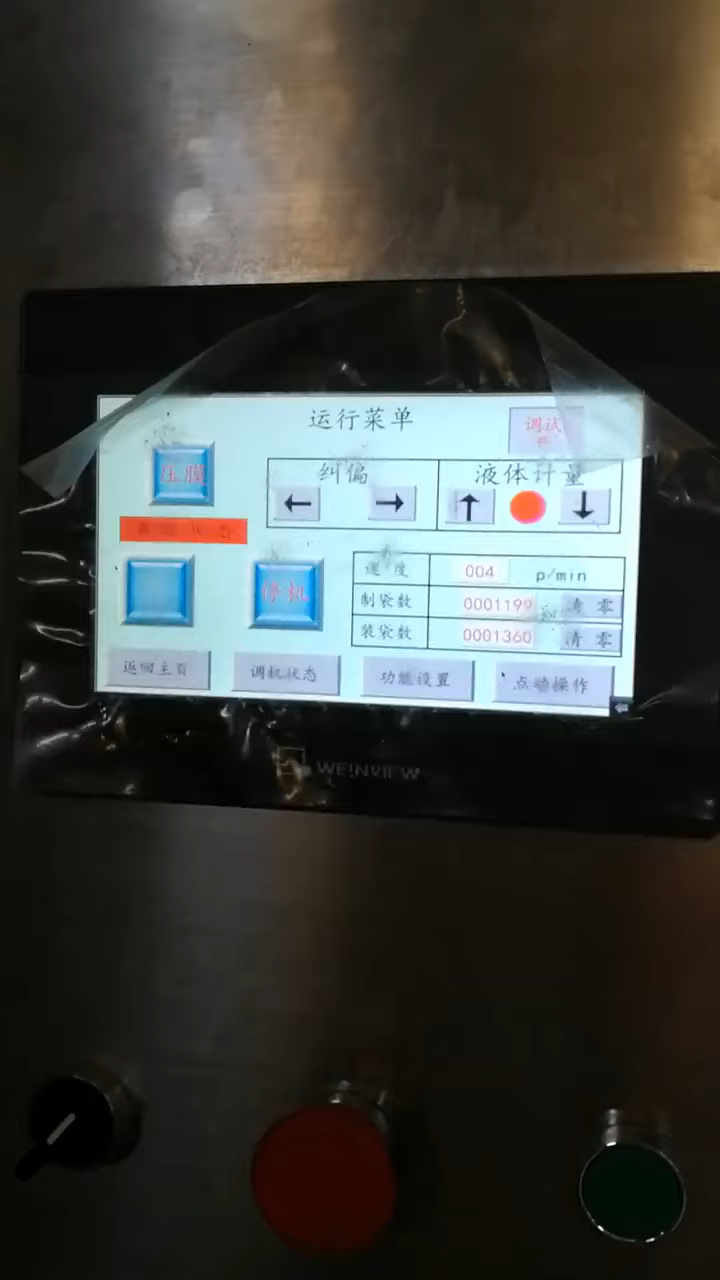 运行菜单
调试
压膜
纠偏
液体计量
← → ↑ ↓
停机
速度 004 p/min
制袋数 0001199 清零
装袋数 0001360 清零
返回主页 调机状态 功能设置 点动操作
WEINVIEW